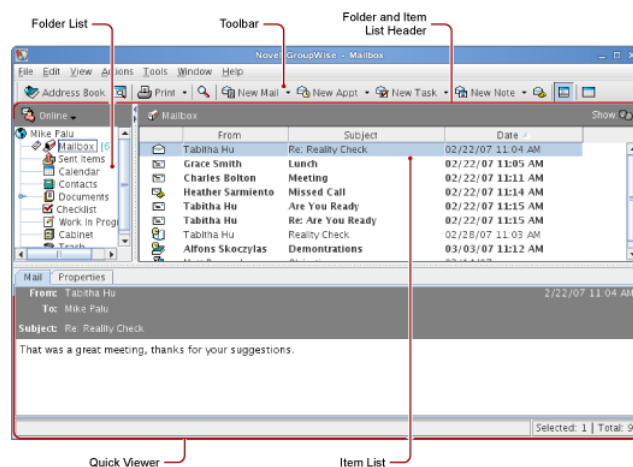 Folder List
Toolbar
Folder and Item
List Header
Novell GroupWise - Mailbox
File Edit View Actions Tools Window Help
Address Book Print New Mail New Appt New Task New Note
Online
Mailbox
Show
Mike Palu
Mailbox [6
Sent Items
Calendar
Contacts
Documents
Checklist
Work In Prog
Cabinet
Trash
From Subject Date
Tabitha Hu Re: Reality Check 02/22/07 11:04 AM
Grace Smith Lunch 02/22/07 11:05 AM
Charles Bolton Meeting 02/22/07 11:11 AM
Heather Sarmiento Missed Call 02/22/07 11:14 AM
Tabitha Hu Are You Ready 02/22/07 11:15 AM
Tabitha Hu Re: Are You Ready 02/22/07 11:15 AM
Tabitha Hu Reality Check 02/28/07 11:03 AM
Alfons Skoczylas Demontrations 03/03/07 11:12 AM
Mail Properties
From: Tabitha Hu 2/22/07 11:04 AM
To: Mike Palu
Subject: Re: Reality Check
That was a great meeting, thanks for your suggestions.
Selected: 1 Total: 9
Quick Viewer
Item List